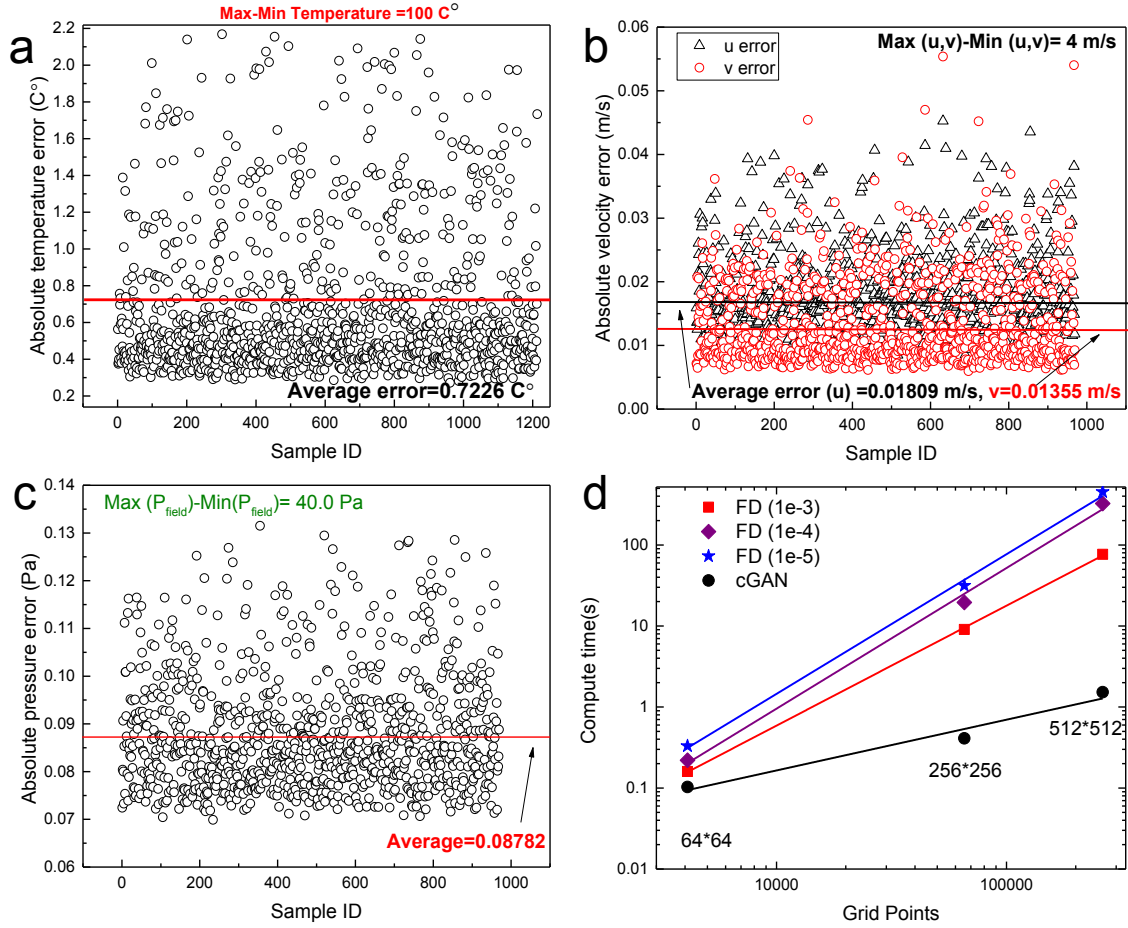 Max-Min Temperature =100 C°
a
Absolute temperature error (C°)
2.2
2.0
1.8
1.6
1.4
1.2
1.0
0.8
0.6
0.4
0.2
Average error=0.7226 C°
0 200 400 600 800 1000 1200
Sample ID
b
u error
v error
Max (u,v)-Min (u,v)= 4 m/s
Absolute velocity error (m/s)
0.06
0.05
0.04
0.03
0.02
0.01
0.00
Average error (u) =0.01809 m/s, v=0.01355 m/s
0 200 400 600 800 1000
Sample ID
c
Max (P_field)-Min(P_field)= 40.0 Pa
Absolute pressure error (Pa)
0.14
0.13
0.12
0.11
0.10
0.09
0.08
0.07
0.06
Average=0.08782
0 200 400 600 800 1000
Sample ID
d
FD (1e-3)
FD (1e-4)
FD (1e-5)
cGAN
Compute time(s)
100
10
1
0.1
0.01
512*512
256*256
64*64
10000 100000
Grid Points